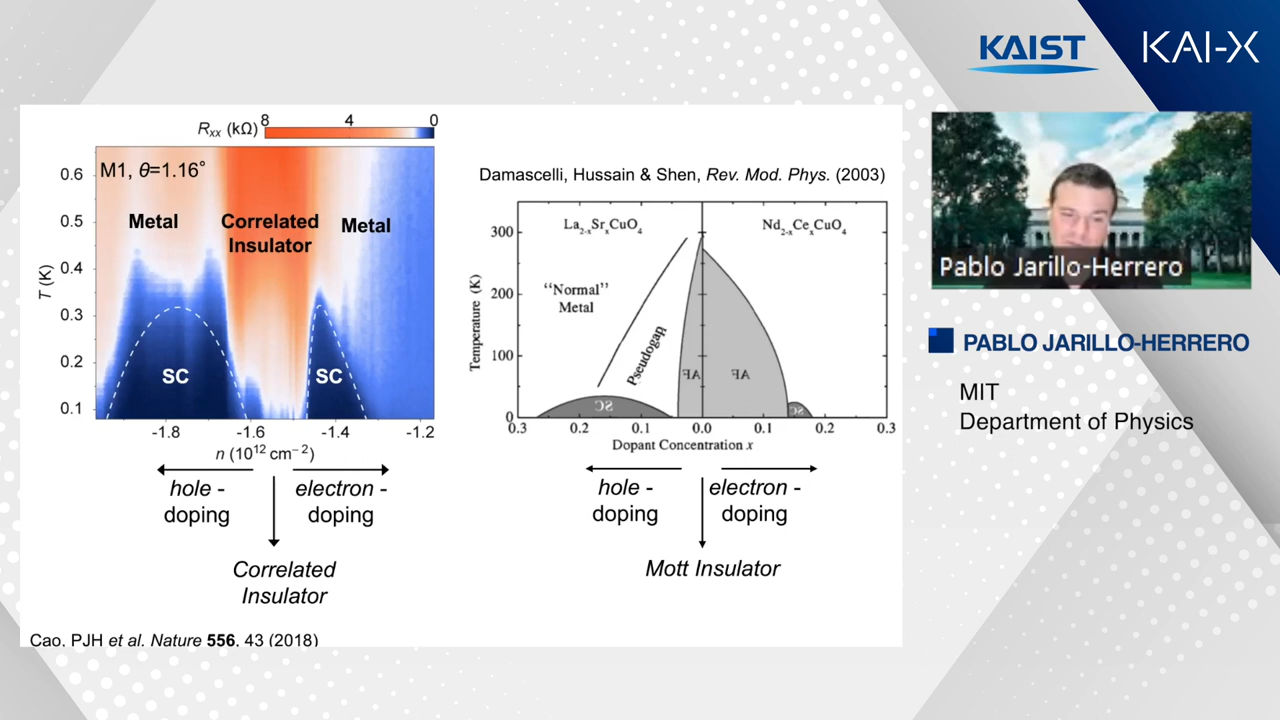 KAIST
KAI-X
R_xx (kΩ) 8 4 0
M1, θ=1.16°
Metal
Correlated
Insulator
Metal
SC
SC
T (K)
0.6
0.5
0.4
0.3
0.2
0.1
-1.8 -1.6 -1.4 -1.2
n (10¹² cm⁻²)
hole -
doping
electron -
doping
Correlated
Insulator
Cao, PJH et al. Nature 556, 43 (2018)
Damascelli, Hussain & Shen, Rev. Mod. Phys. (2003)
La₂₋ₓSrₓCuO₄
Nd₂₋ₓCeₓCuO₄
"Normal"
Metal
Pseudogap
AF
AF
SC
SC
Temperature (K)
300
200
100
0
0.3 0.2 0.1 0.0 0.1 0.2 0.3
Dopant Concentration x
hole -
doping
electron -
doping
Mott Insulator
Pablo Jarillo-Herrero
PABLO JARILLO-HERRERO
MIT
Department of Physics